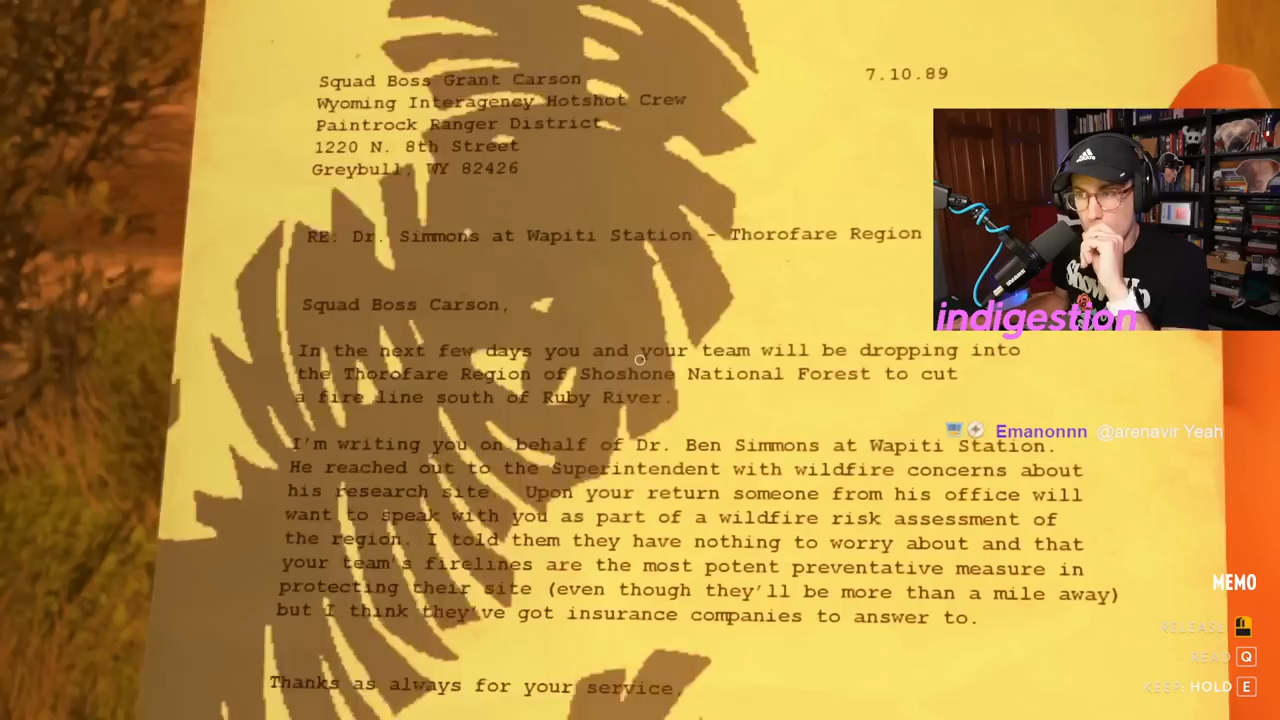 7.10.89
Squad Boss Grant Carson
Wyoming Interagency Hotshot Crew
Paintrock Ranger District
1220 N. 8th Street
Greybull, WY 82426
RE: Dr. Simmons at Wapiti Station - Thorofare Region
Squad Boss Carson,
In the next few days you and your team will be dropping into
the Thorofare Region of Shoshone National Forest to cut
a fire line south of Ruby River.
I'm writing you on behalf of Dr. Ben Simmons at Wapiti Station.
He reached out to the Superintendent with wildfire concerns about
his research site. Upon your return someone from his office will
want to speak with you as part of a wildfire risk assessment of
the region. I told them they have nothing to worry about and that
your team's firelines are the most potent preventative measure in
protecting their site (even though they'll be more than a mile away)
but I think they've got insurance companies to answer to.
Thanks as always for your service,
indigestion
Emanonnn @arenavir Yeah
MEMO
RELEASE
READ Q
KEEP: HOLD E